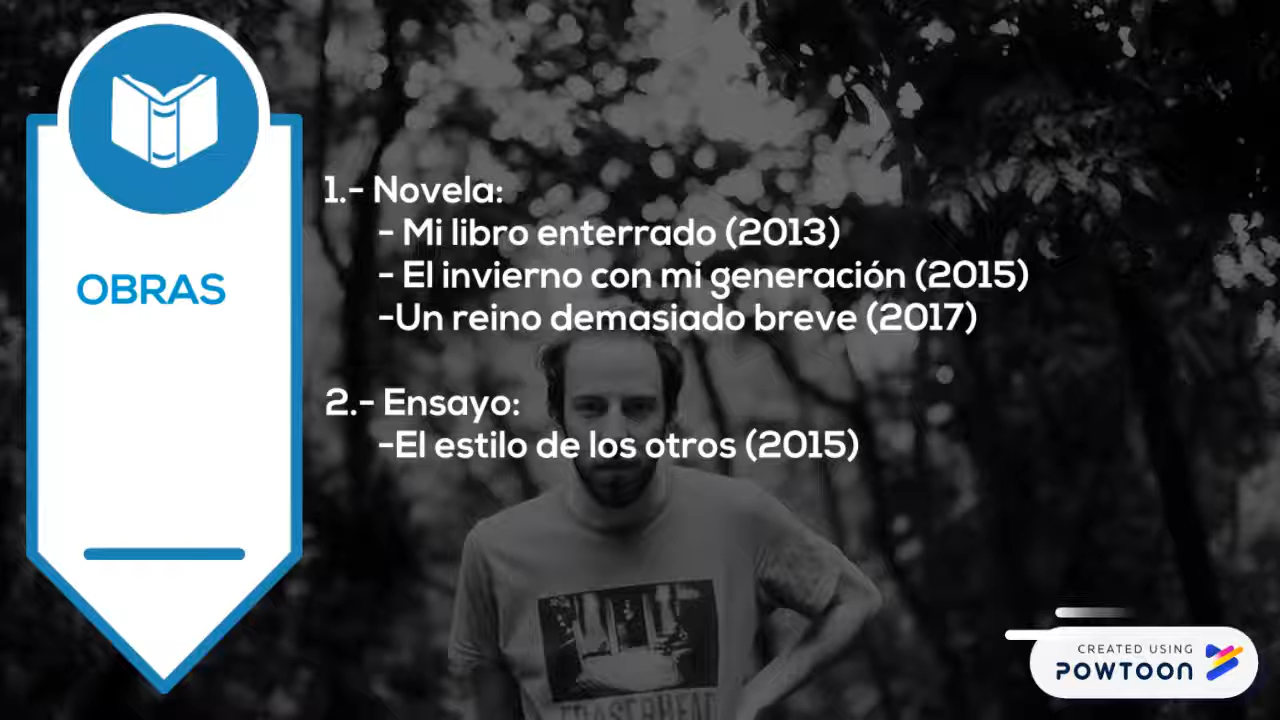 OBRAS
1.- Novela:
- Mi libro enterrado (2013)
- El invierno con mi generación (2015)
-Un reino demasiado breve (2017)
2.- Ensayo:
-El estilo de los otros (2015)
ERASERHEAD
CREATED USING
POWTOON